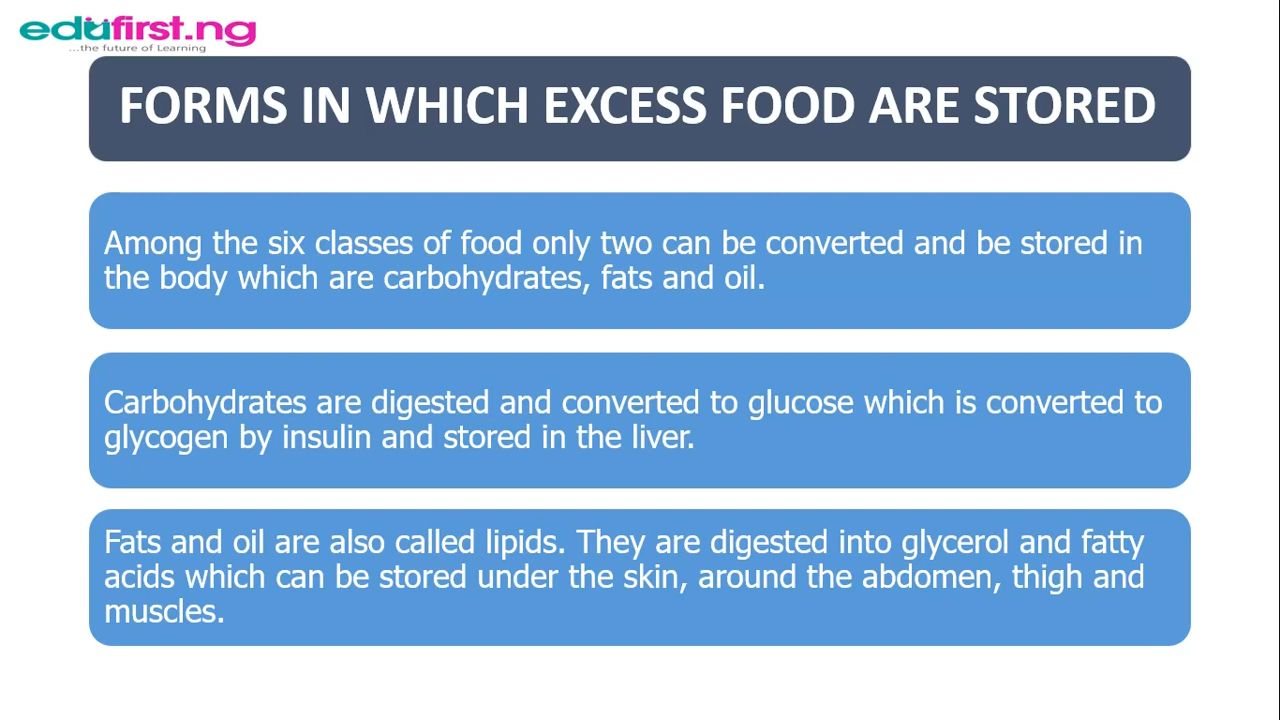 edufirst.ng
...the future of Learning
FORMS IN WHICH EXCESS FOOD ARE STORED
Among the six classes of food only two can be converted and be stored in
the body which are carbohydrates, fats and oil.
Carbohydrates are digested and converted to glucose which is converted to
glycogen by insulin and stored in the liver.
Fats and oil are also called lipids. They are digested into glycerol and fatty
acids which can be stored under the skin, around the abdomen, thigh and
muscles.